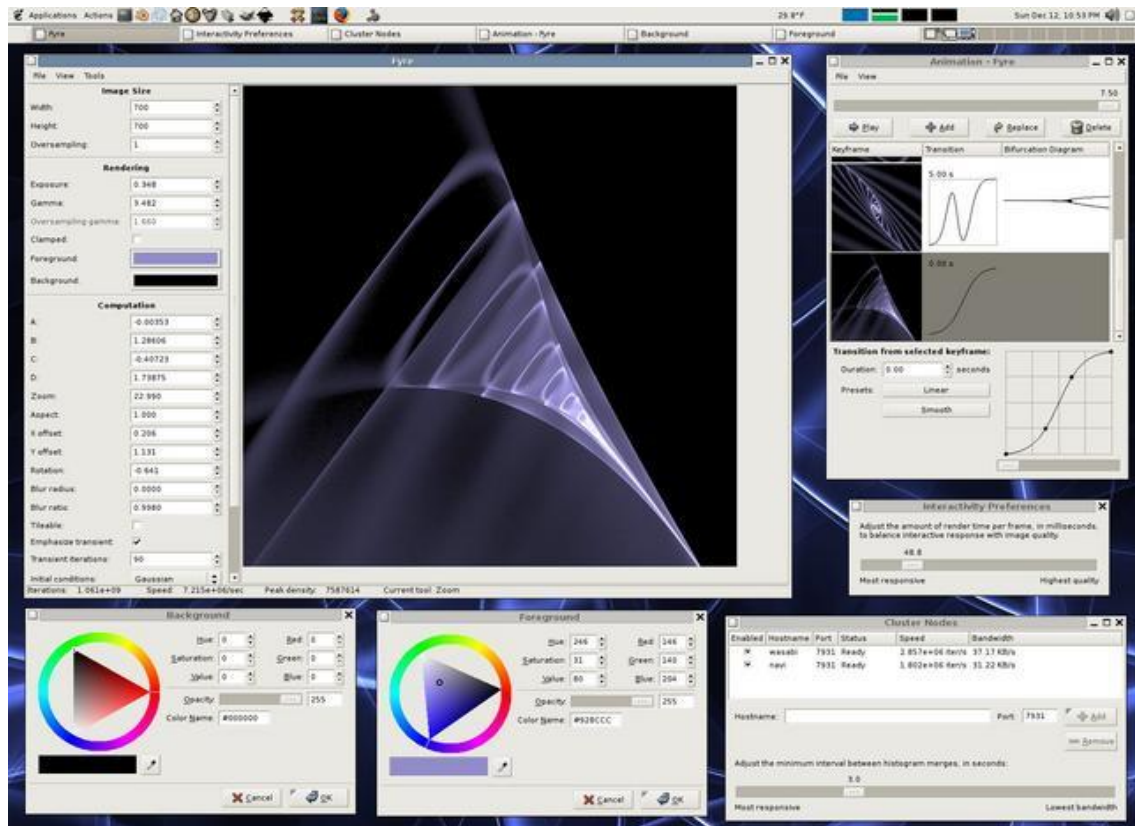 Applications Actions 29.8°F Sun Dec 12, 10:53 PM
Fyre Interactivity Preferences Cluster Nodes Animation - Fyre Background Foreground
Fyre
File View Tools
Image Size
Width: 700
Height: 700
Oversampling: 1
Rendering
Exposure: 0.348
Gamma: 3.482
Oversampling gamma: 1.660
Clamped:
Foreground:
Background:
Computation
A: -0.00353
B: 1.28606
C: -0.40723
D: 1.73875
Zoom: 22.990
Aspect: 1.000
X offset: 0.206
Y offset: 1.131
Rotation: -0.641
Blur radius: 0.0000
Blur ratio: 0.9980
Tileable:
Emphasize transient:
Transient iterations: 90
Initial conditions: Gaussian
Iterations: 1.061e+09 Speed: 7.215e+06/sec Peak density: 7587614 Current tool: Zoom
Animation - Fyre
File View
7.50
Play Add Replace Delete
Keyframe Transition Bifurcation Diagram
5.00 s
0.00 s
Transition from selected keyframe:
Duration: 0.00 seconds
Presets: Linear
Smooth
Interactivity Preferences
Adjust the amount of render time per frame, in milliseconds,
to balance interactive response with image quality.
48.8
Most responsive Highest quality
Background
Hue: 0 Red: 0
Saturation: 0 Green: 0
Value: 0 Blue: 0
Opacity: 255
Color Name: #000000
Cancel OK
Foreground
Hue: 246 Red: 146
Saturation: 31 Green: 140
Value: 80 Blue: 204
Opacity: 255
Color Name: #928CCC
Cancel OK
Cluster Nodes
Enabled Hostname Port Status Speed Bandwidth
wasabi 7931 Ready 2.857e+06 iter/s 37.17 KB/s
navi 7931 Ready 1.802e+06 iter/s 31.22 KB/s
Hostname: Port: 7931 Add
Remove
Adjust the minimum interval between histogram merges, in seconds:
3.0
Most responsive Lowest bandwidth